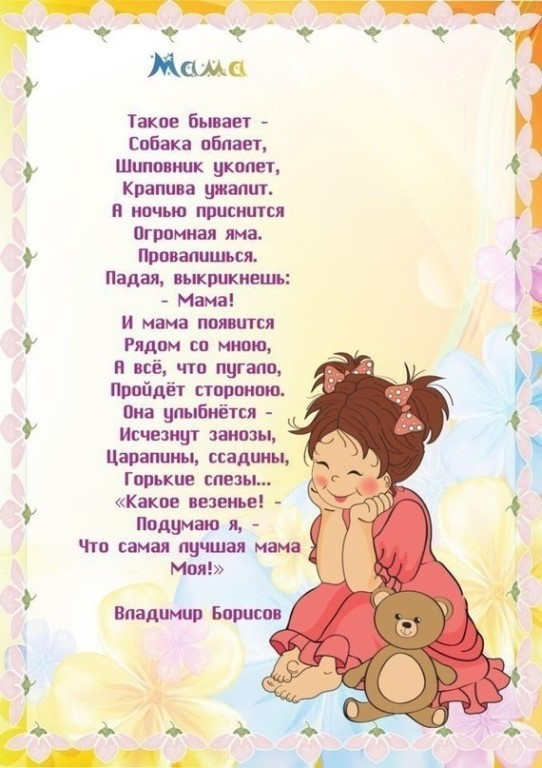 Мама
Такое бывает -
Собака облает,
Шиповник уколет,
Крапива ужалит.
А ночью приснится
Огромная яма.
Провалишься.
Падая, выкрикнешь:
- Мама!
И мама появится
Рядом со мною,
А всё, что пугало,
Пройдёт стороною.
Она улыбнётся -
Исчезнут занозы,
Царапины, ссадины,
Горькие слезы...
«Какое везенье! -
Подумаю я, -
Что самая лучшая мама
Моя!»
Владимир Борисов